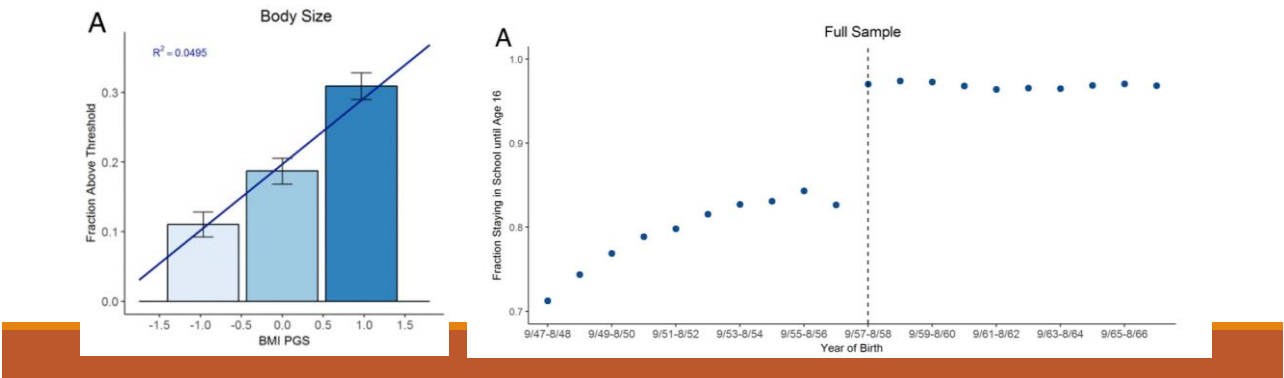 A
Body Size
R² = 0.0495
Fraction Above Threshold
0.3
0.2
0.1
0.0
-1.5 -1.0 -0.5 0.0 0.5 1.0 1.5
BMI PGS
A
Full Sample
Fraction Staying in School until Age 16
1.0
0.9
0.8
0.7
9/47-8/48 9/49-8/50 9/51-8/52 9/53-8/54 9/55-8/56 9/57-8/58 9/59-8/60 9/61-8/62 9/63-8/64 9/65-8/66
Year of Birth